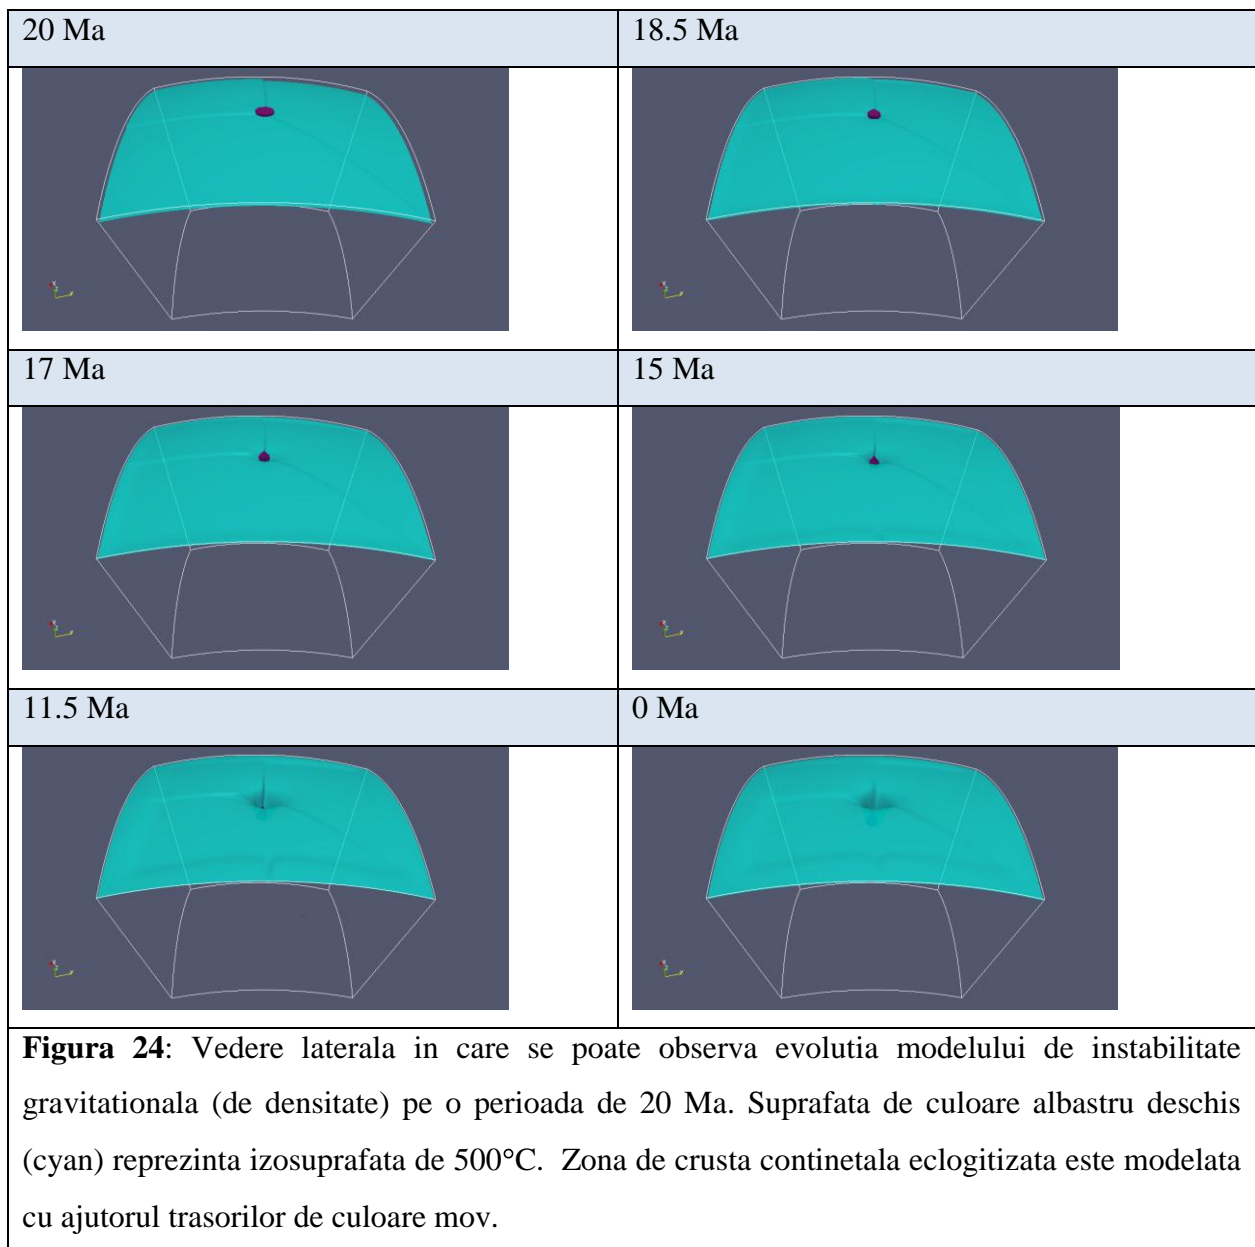 20 Ma
18.5 Ma
17 Ma
15 Ma
11.5 Ma
0 Ma
Figura 24: Vedere laterala in care se poate observa evolutia modelului de instabilitate
gravitationala (de densitate) pe o perioada de 20 Ma. Suprafata de culoare albastru deschis
(cyan) reprezinta izosuprafata de 500°C. Zona de crusta continetala eclogitizata este modelata
cu ajutorul trasorilor de culoare mov.